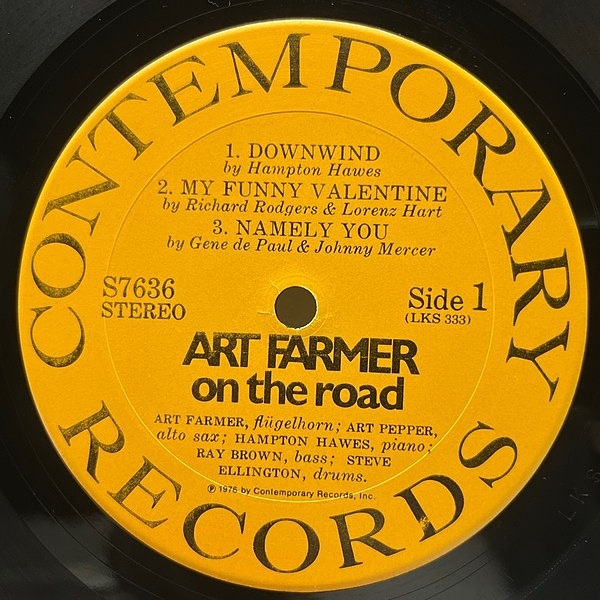 CONTEMPORARY RECORDS
1. DOWNWIND
by Hampton Hawes
2. MY FUNNY VALENTINE
by Richard Rodgers & Lorenz Hart
3. NAMELY YOU
by Gene de Paul & Johnny Mercer
S7636
STEREO
Side 1
(LKS 333)
ART FARMER
on the road
ART FARMER, flügelhorn; ART PEPPER,
alto sax; HAMPTON HAWES, piano;
RAY BROWN, bass; STEVE
ELLINGTON, drums.
℗ 1976 by Contemporary Records, Inc.